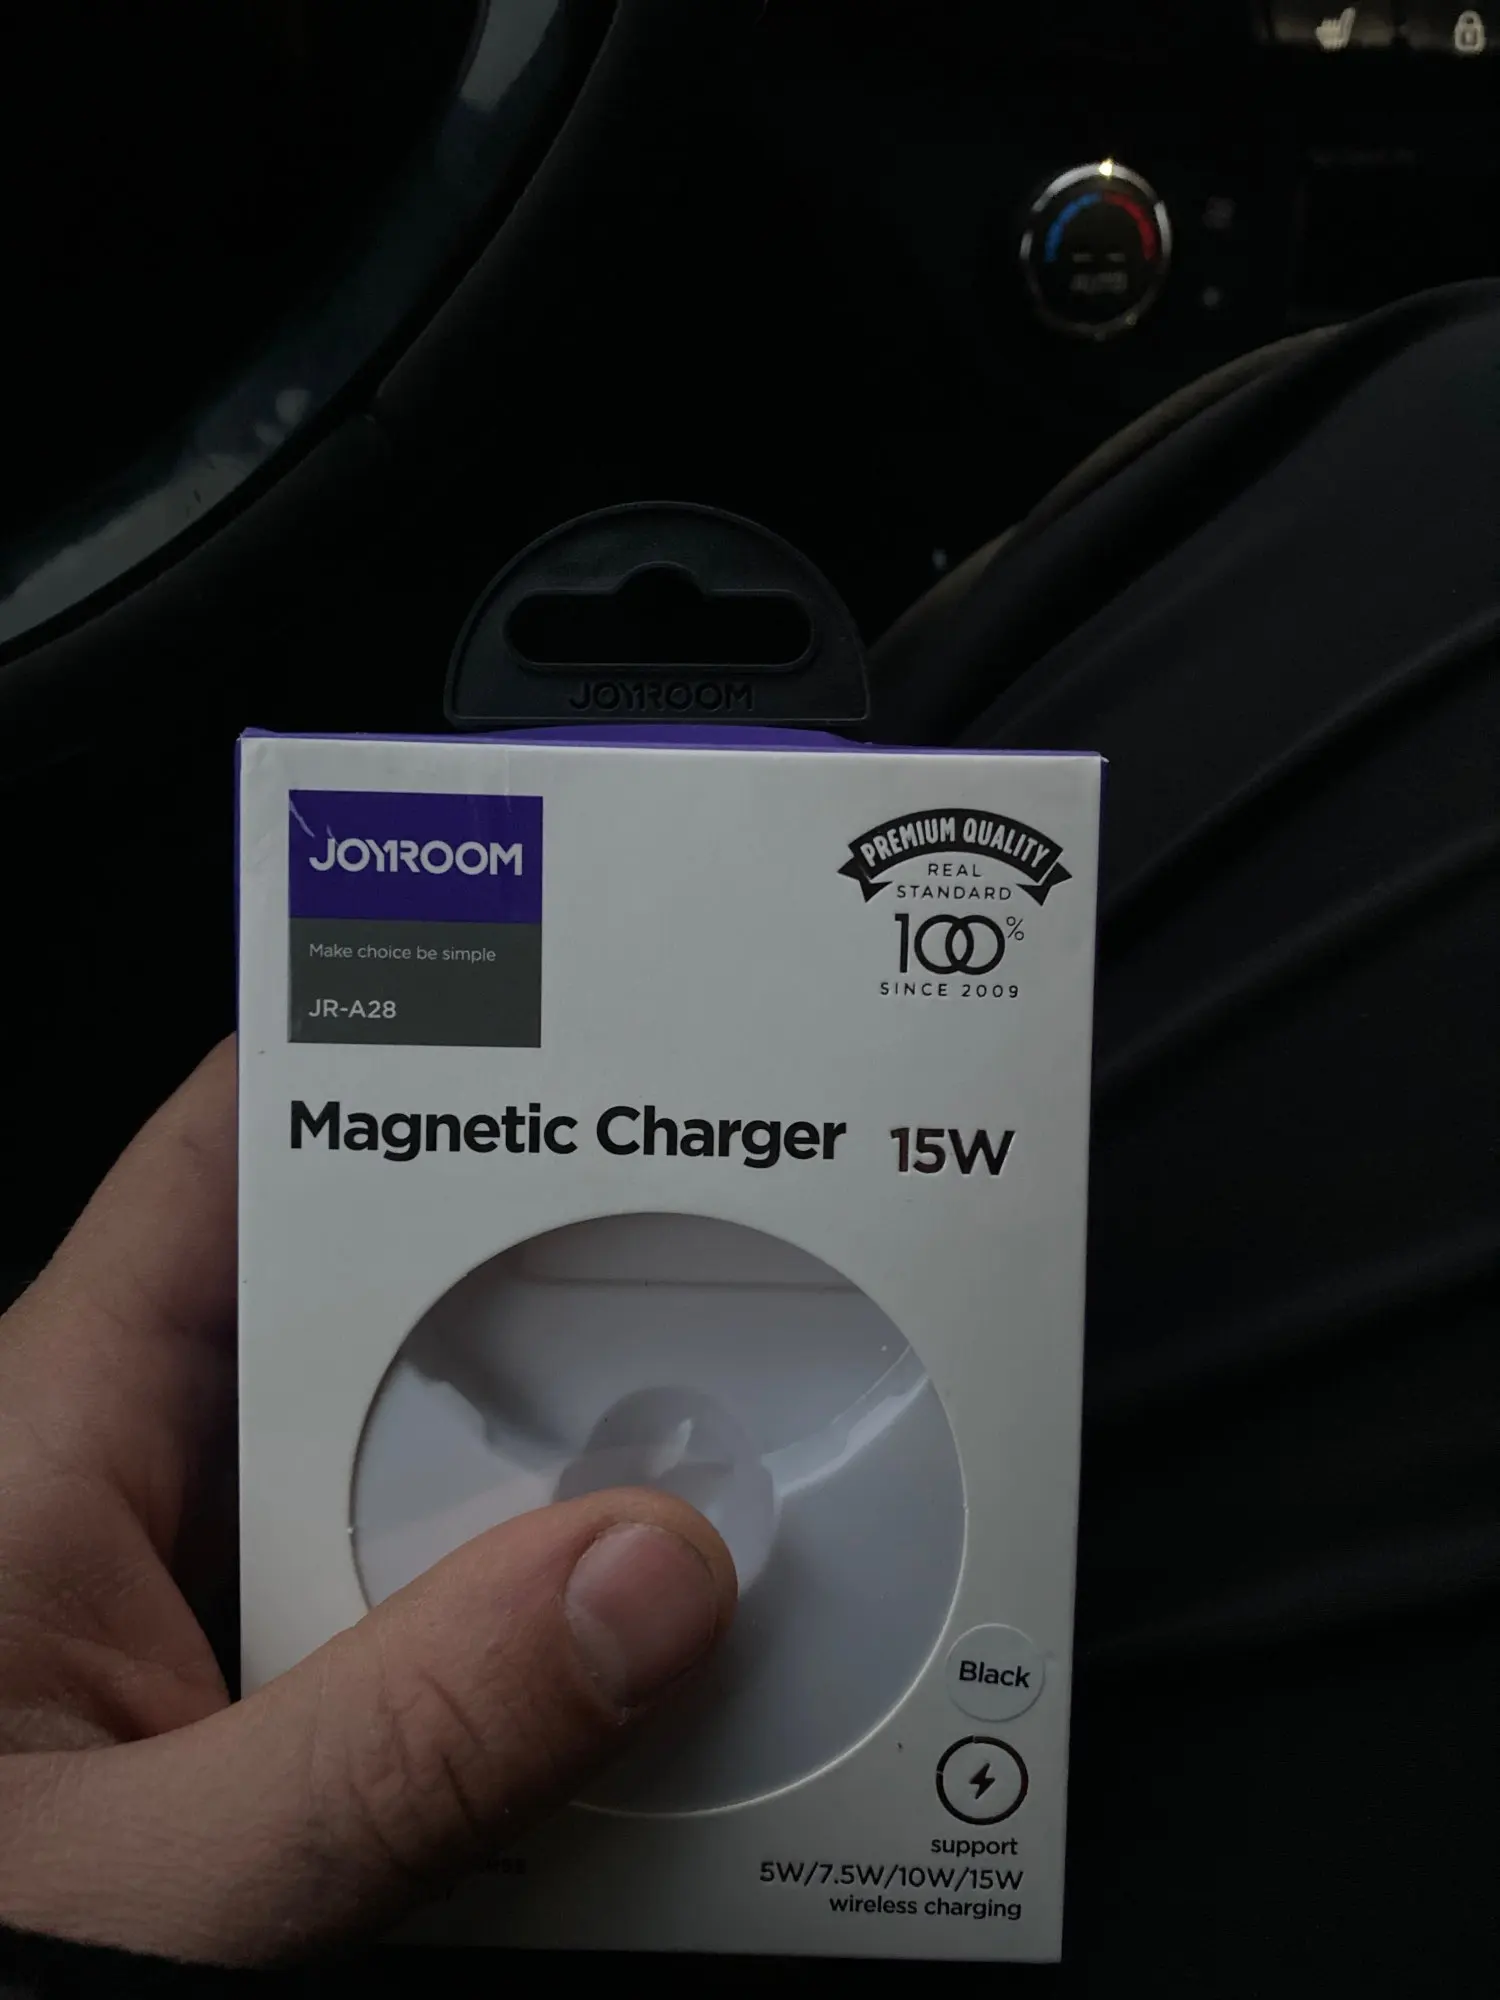 AUTO
JOYROOM
JOYROOM
Make choice be simple
JR-A28
PREMIUM QUALITY
REAL
STANDARD
100%
SINCE 2009
Magnetic Charger 15W
Black
support
5W/7.5W/10W/15W
wireless charging